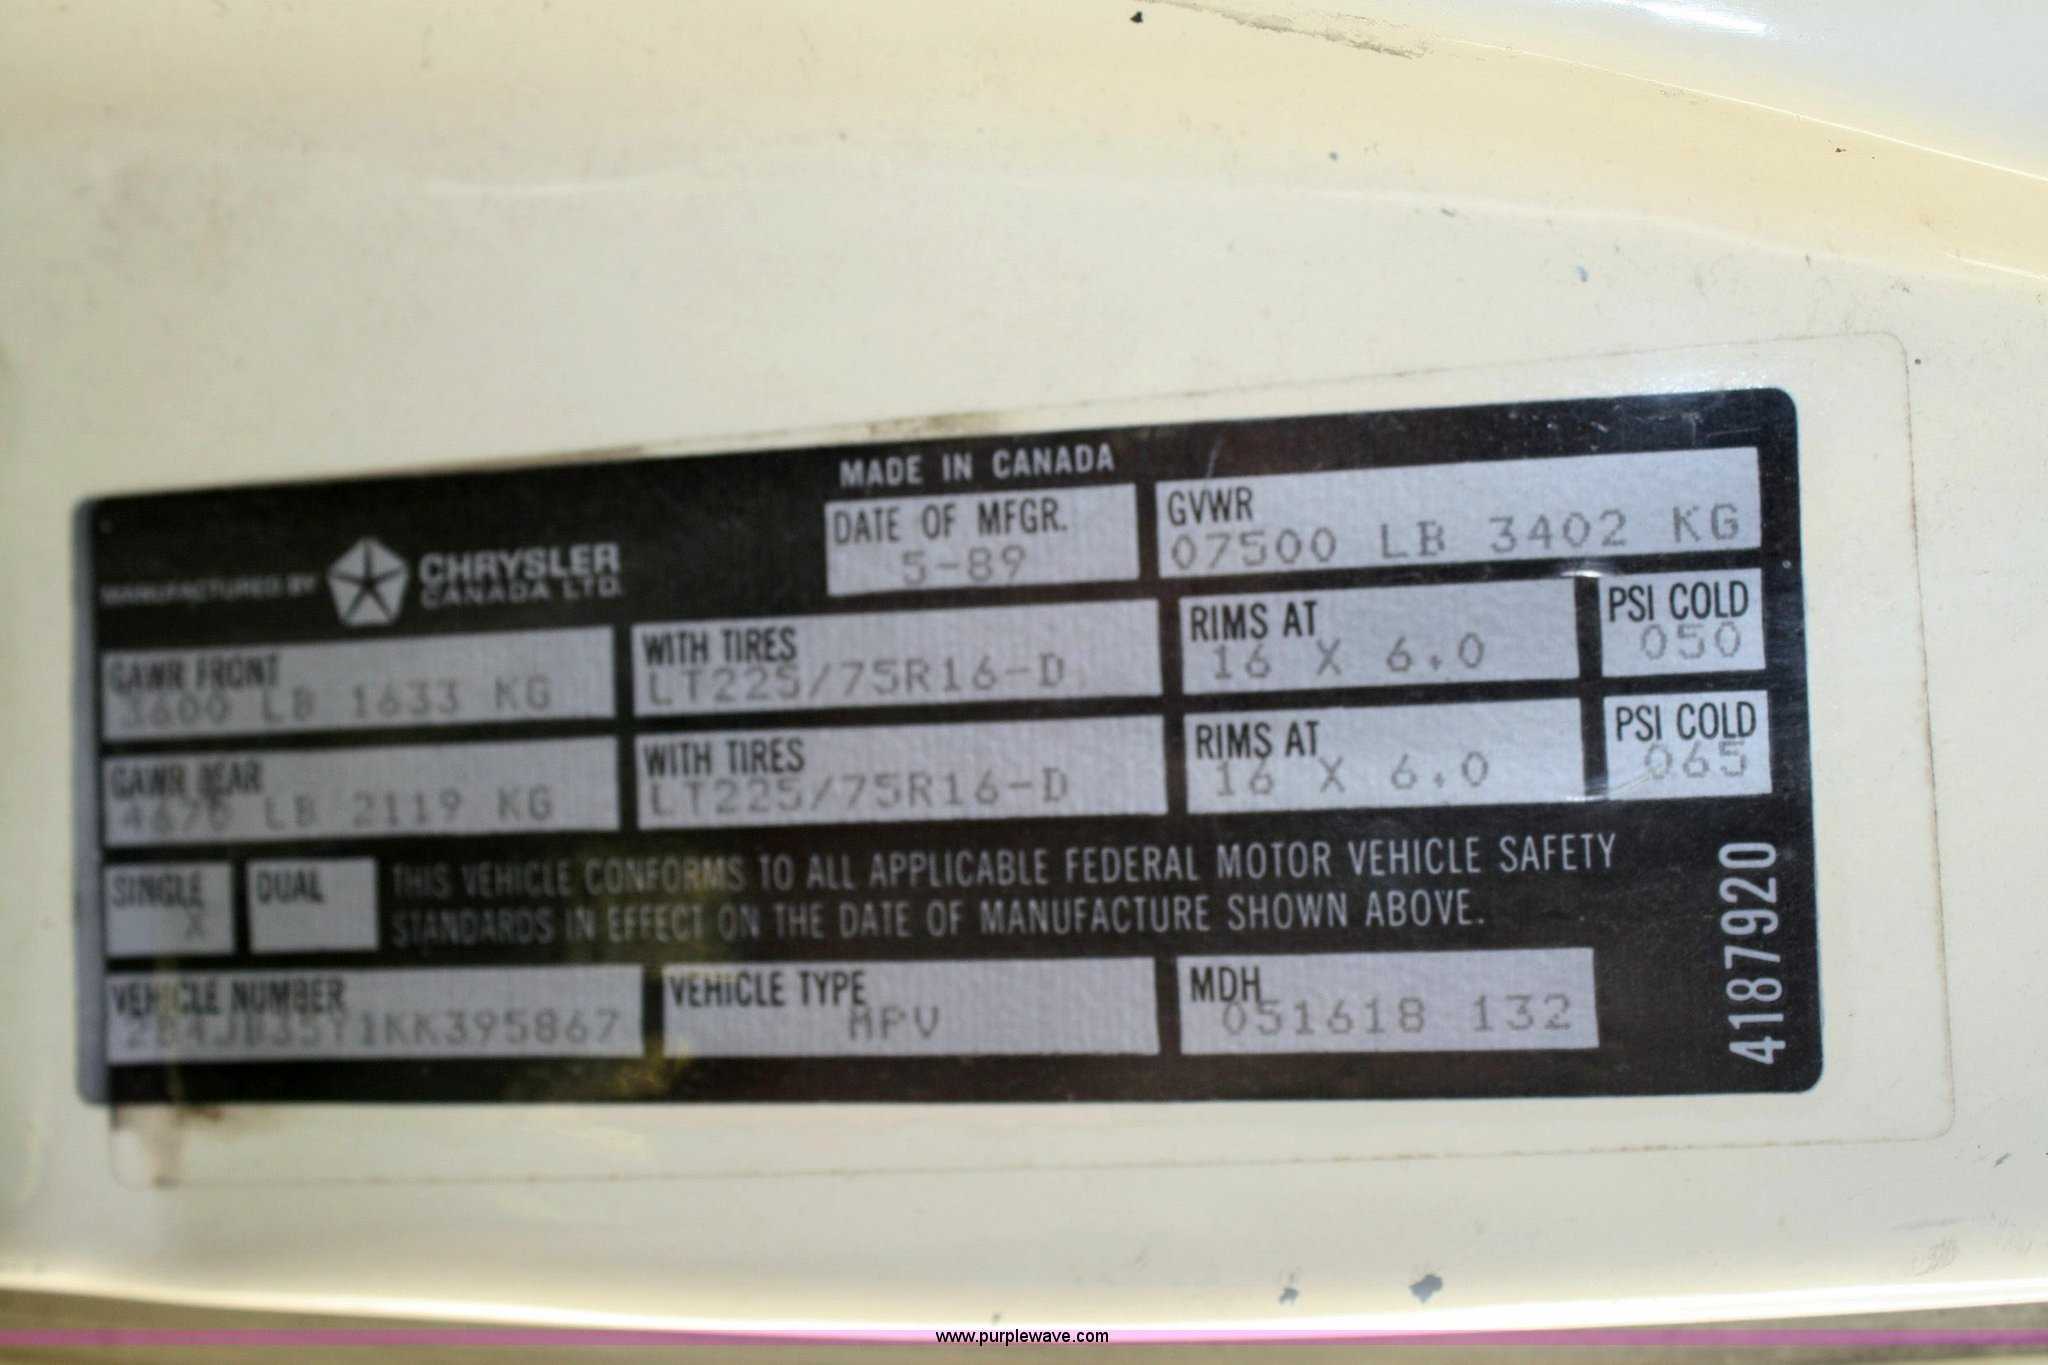 MADE IN CANADA
MANUFACTURED BY CHRYSLER CANADA LTD.
DATE OF MFGR.
5-89
GVWR
07500 LB 3402 KG
GAWR FRONT
3600 LB 1633 KG
WITH TIRES
LT225/75R16-D
RIMS AT
16 X 6.0
PSI COLD
050
GAWR REAR
4670 LB 2119 KG
WITH TIRES
LT225/75R16-D
RIMS AT
16 X 6.0
PSI COLD
065
SINGLE
X
DUAL
THIS VEHICLE CONFORMS TO ALL APPLICABLE FEDERAL MOTOR VEHICLE SAFETY
STANDARDS IN EFFECT ON THE DATE OF MANUFACTURE SHOWN ABOVE.
VEHICLE NUMBER
2B4JB35Y1KK395867
VEHICLE TYPE
MPV
MDH
051618 132
4187920
www.purplewave.com